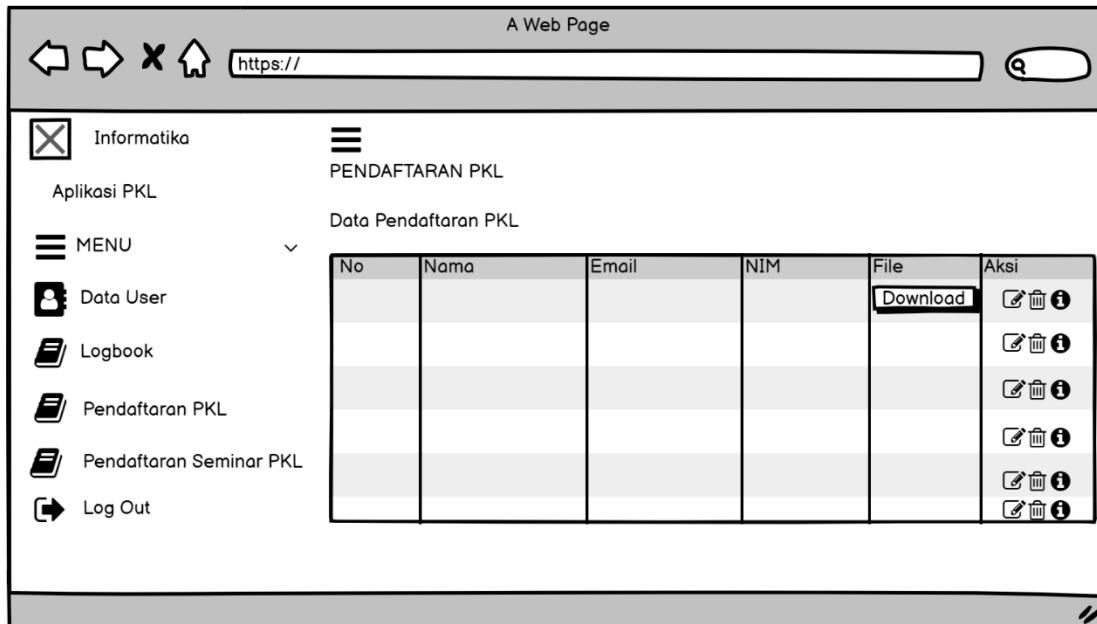 A Web Page
https://
Informatika
Aplikasi PKL
MENU
Data User
Logbook
Pendaftaran PKL
Pendaftaran Seminar PKL
Log Out
PENDAFTARAN PKL
Data Pendaftaran PKL
No Nama Email NIM File Aksi
Download